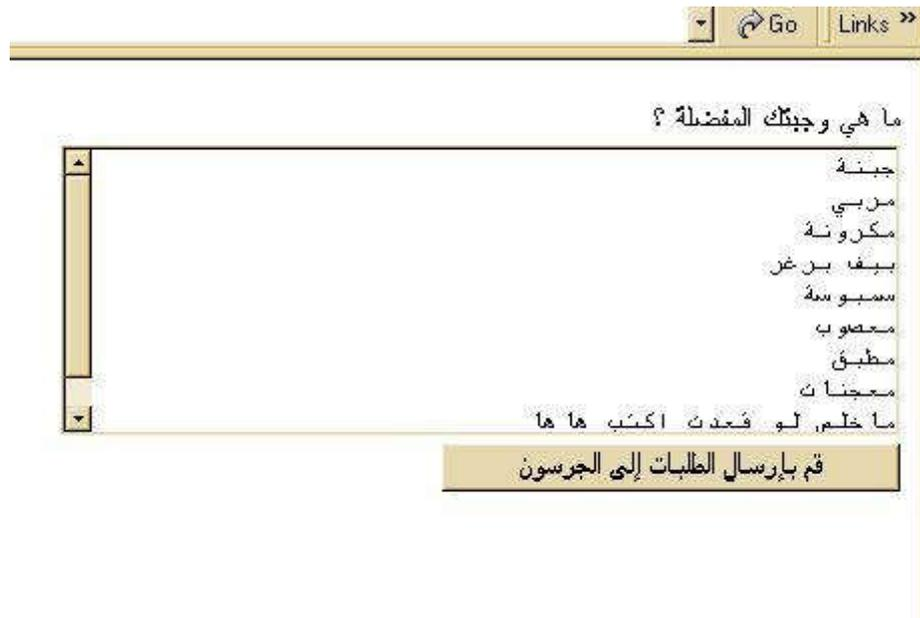 Go Links »
ما هي وجبتك المفضلة ؟
جبنة
مربي
مكرونة
بيف برغر
سمبوسة
معصوب
مطبق
معجنات
ما خلص لو قعدت اكتب ها ها
قم بإرسال الطلبات إلى الجرسون